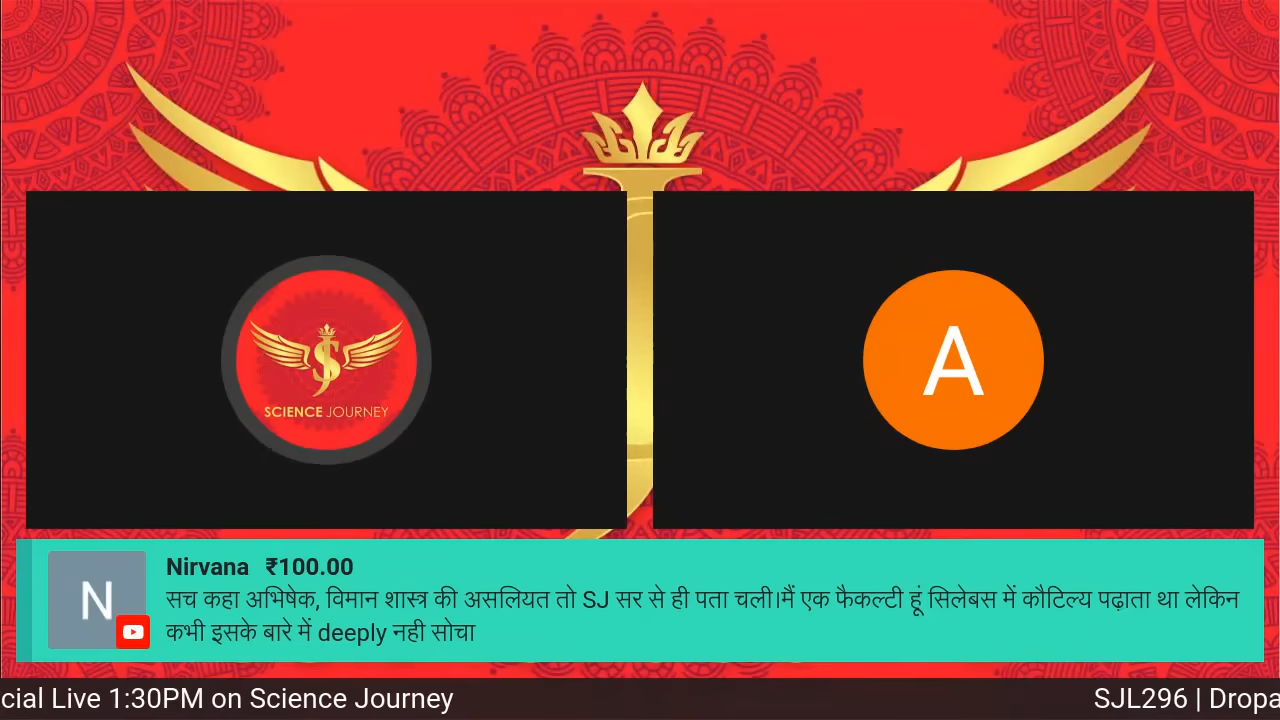 SCIENCE JOURNEY
A
N
Nirvana ₹100.00
सच कहा अभिषेक, विमान शास्त्र की असलियत तो SJ सर से ही पता चली।मैं एक फैकल्टी हूं सिलेबस में कौटिल्य पढ़ाता था लेकिन
कभी इसके बारे में deeply नही सोचा
cial Live 1:30PM on Science Journey SJL296 | Dropa